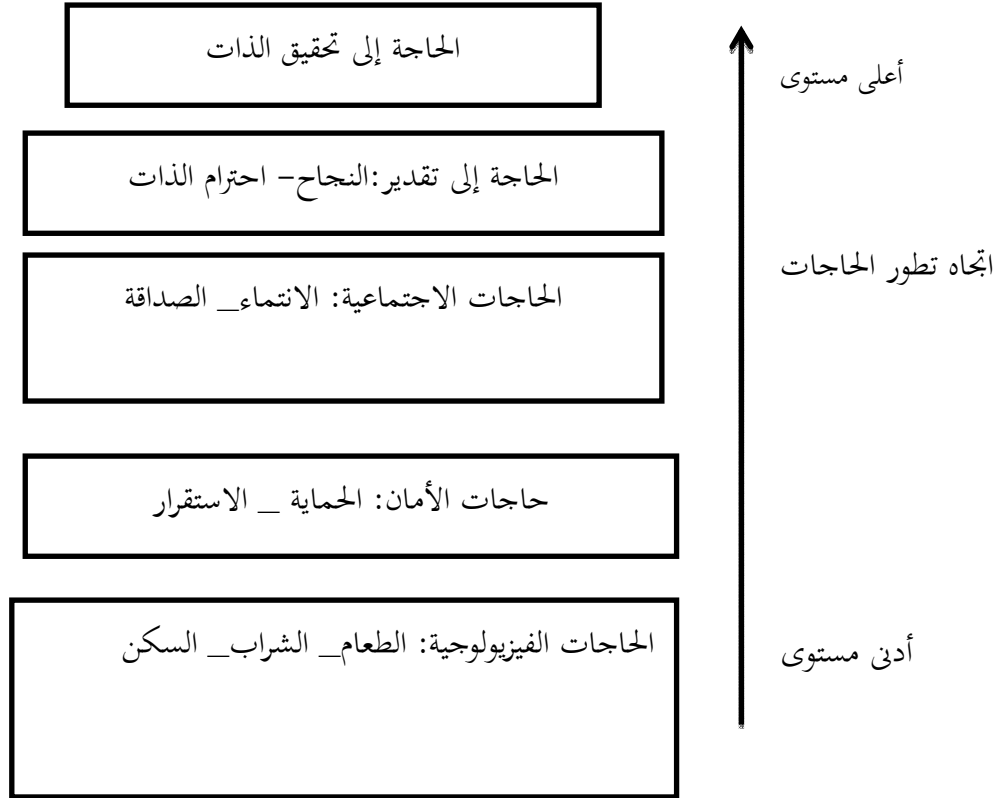 الحاجة إلى تحقيق الذات
أعلى مستوى
الحاجة إلى تقدير:النجاح– احترام الذات
اتجاه تطور الحاجات
الحاجات الاجتماعية: الانتماء_ الصداقة
حاجات الأمان: الحماية _ الاستقرار
الحاجات الفيزيولوجية: الطعام_ الشراب_ السكن
أدنى مستوى